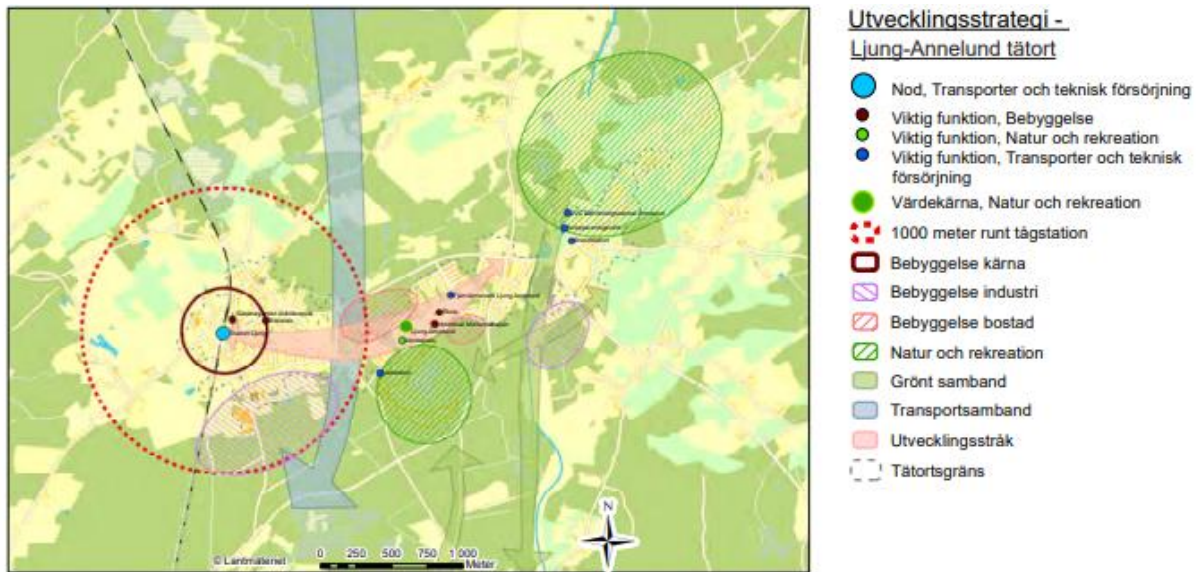 Utvecklingsstrategi -
Ljung-Annelund tätort
Nod, Transporter och teknisk försörjning
Viktig funktion, Bebyggelse
Viktig funktion, Natur och rekreation
Viktig funktion, Transporter och teknisk
försörjning
Värdekärna, Natur och rekreation
1000 meter runt tågstation
Bebyggelse kärna
Bebyggelse industri
Bebyggelse bostad
Natur och rekreation
Grönt samband
Transportsamband
Utvecklingsstråk
Tätortsgräns
N
© Lantmäteriet
0 250 500 750 1 000
Meter